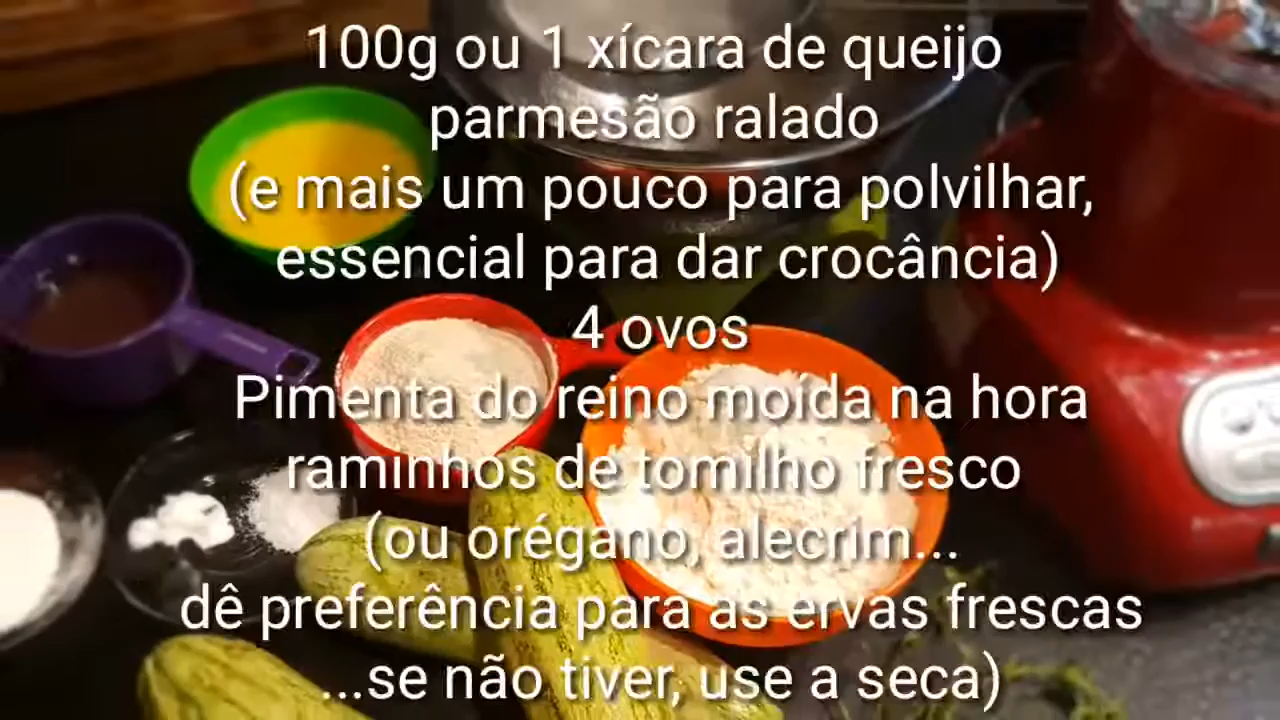 100g ou 1 xícara de queijo
parmesão ralado
(e mais um pouco para polvilhar,
essencial para dar crocância)
4 ovos
Pimenta do reino moída na hora
raminhos de tomilho fresco
(ou orégano, alecrim...
dê preferência para as ervas frescas
...se não tiver, use a seca)